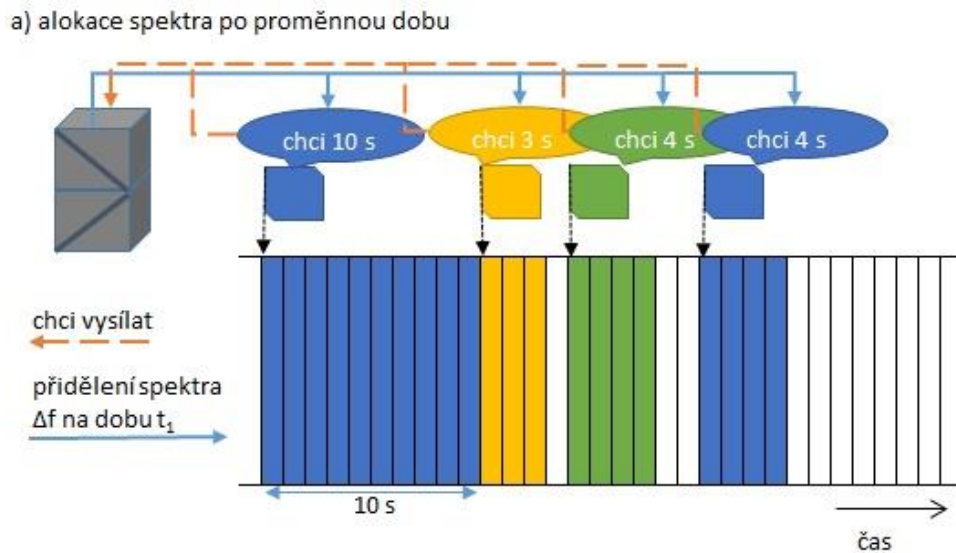 a) alokace spektra po proměnnou dobu
chci 10 s
chci 3 s
chci 4 s
chci 4 s
chci vysílat
přidělení spektra
Δf na dobu t₁
10 s
čas